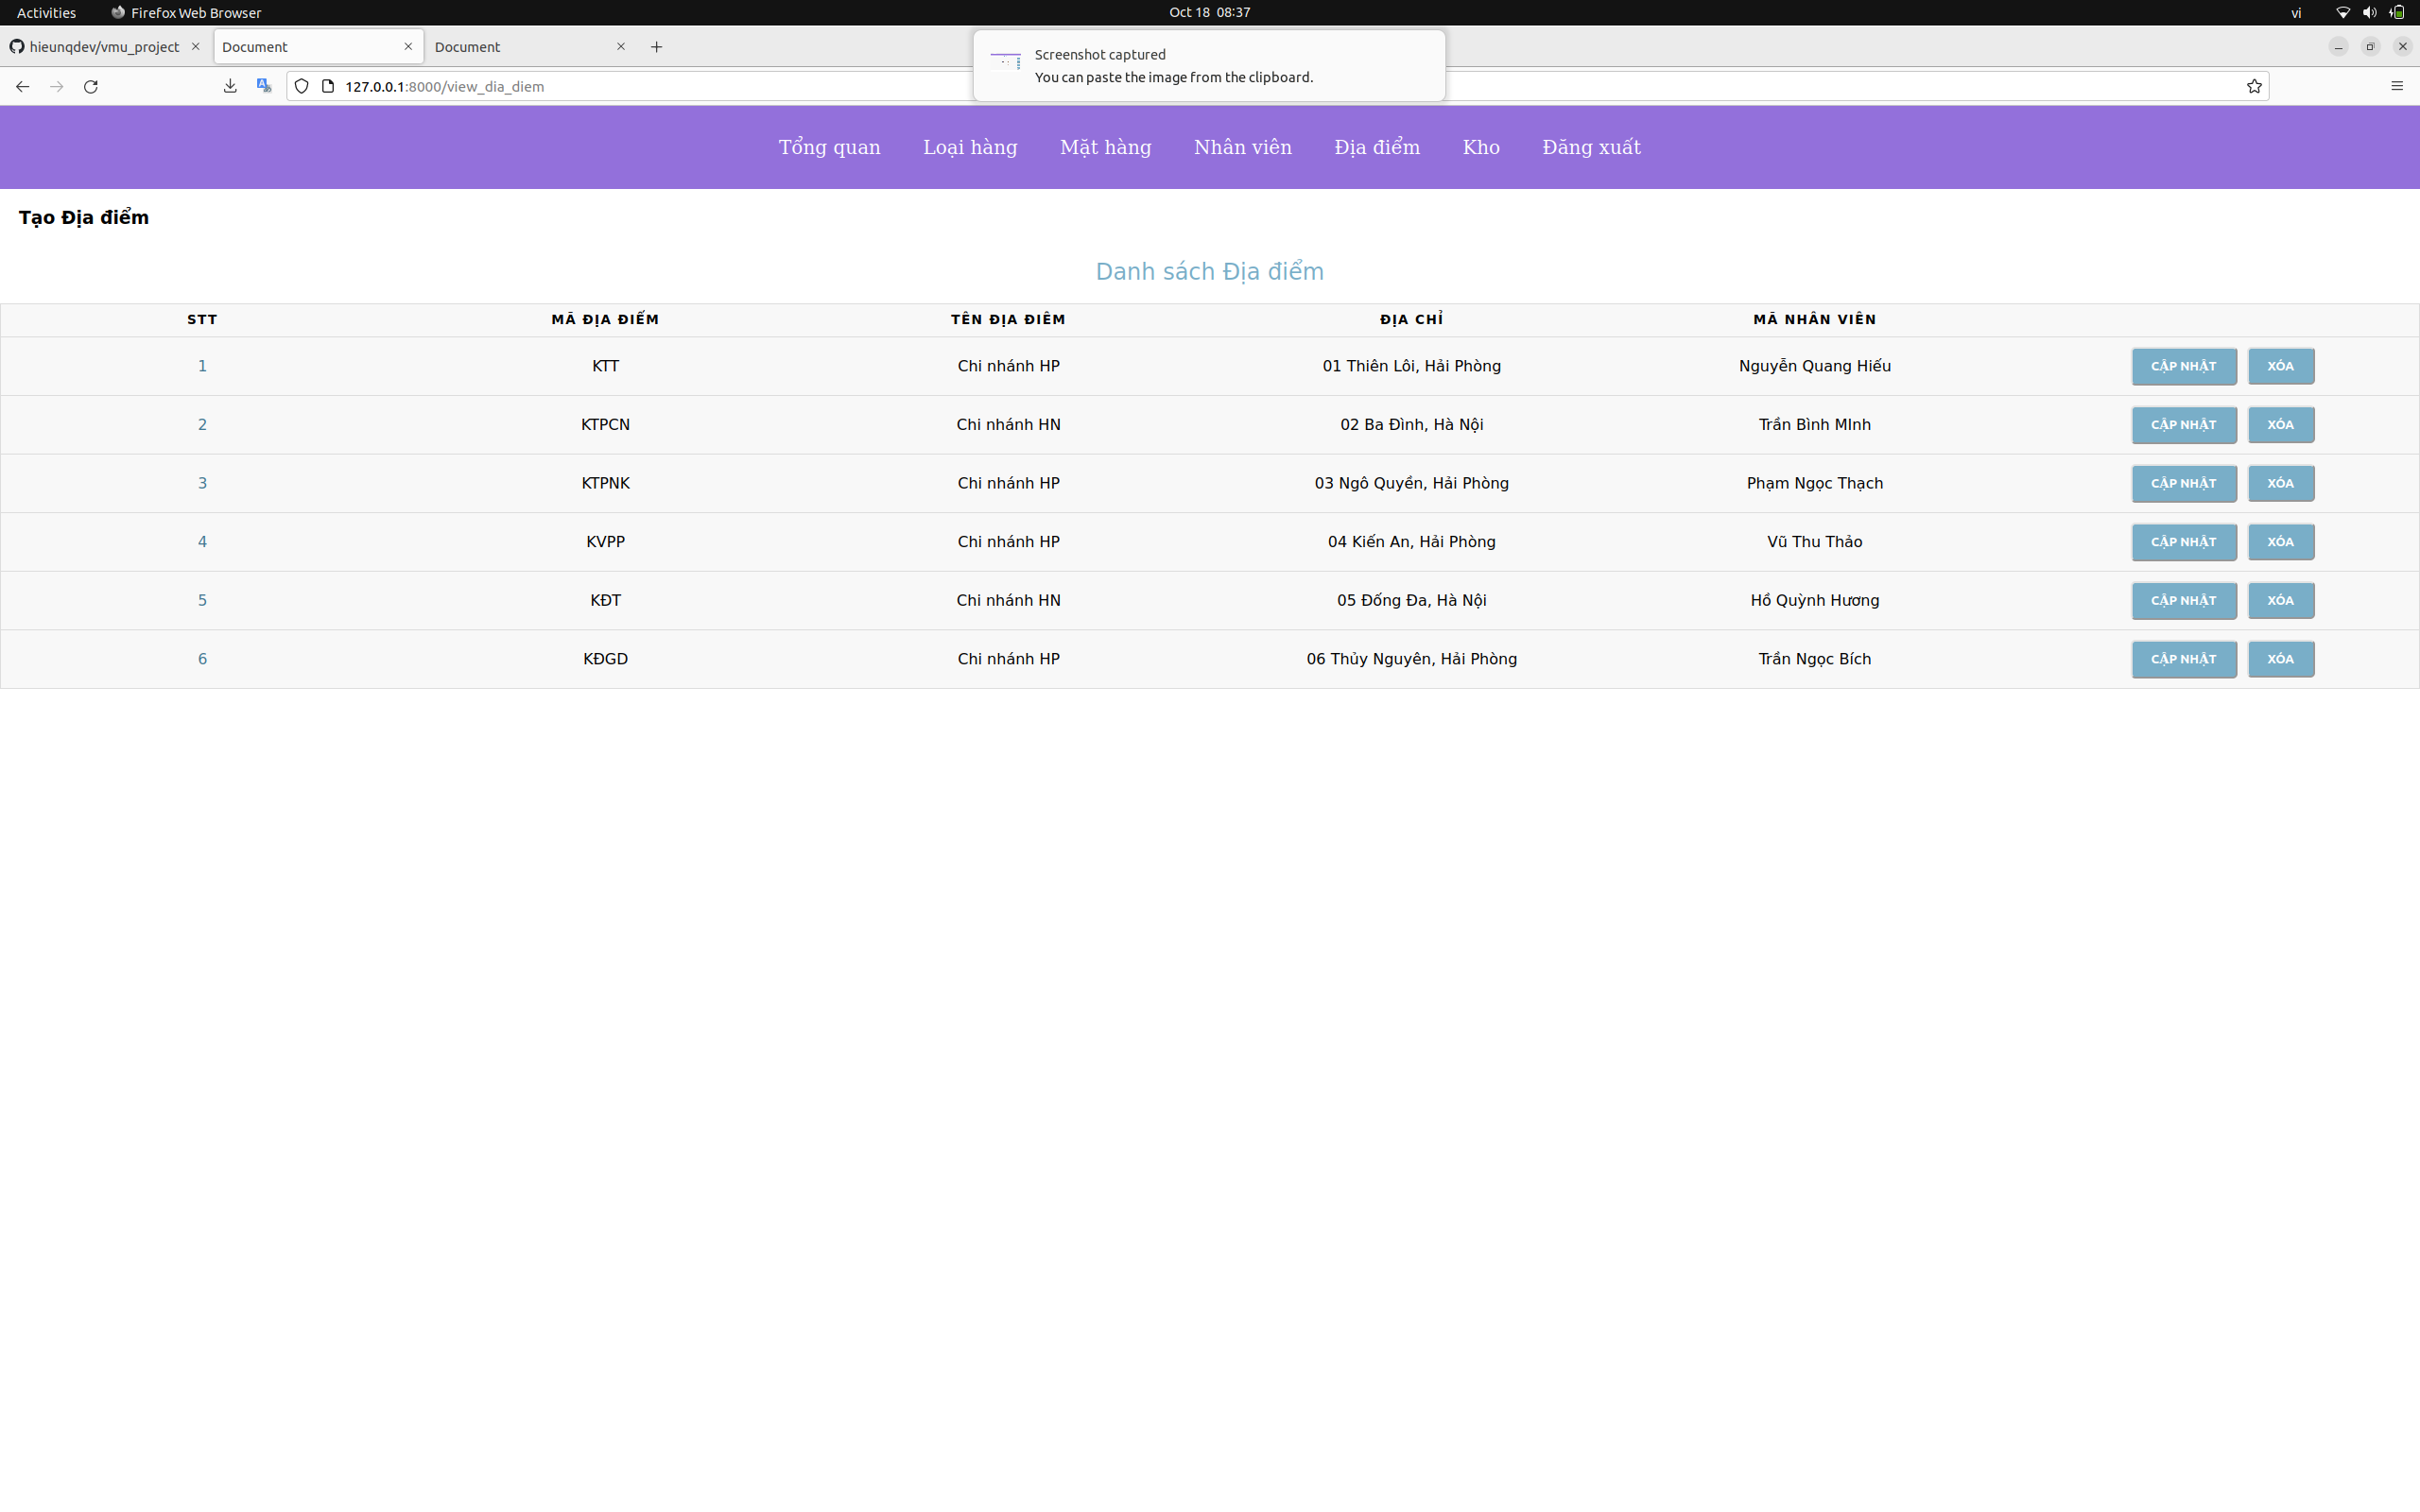 Activities Firefox Web Browser Oct 18 08:37 vi
hieunqdev/vmu_project Document Document
Screenshot captured
You can paste the image from the clipboard.
127.0.0.1:8000/view_dia_diem
Tổng quan Loại hàng Mặt hàng Nhân viên Địa điểm Kho Đăng xuất
Tạo Địa điểm
Danh sách Địa điểm
STT MÃ ĐỊA ĐIỂM TÊN ĐỊA ĐIỂM ĐỊA CHỈ MÃ NHÂN VIÊN
1 KTT Chi nhánh HP 01 Thiên Lôi, Hải Phòng Nguyễn Quang Hiếu CẬP NHẬT XÓA
2 KTPCN Chi nhánh HN 02 Ba Đình, Hà Nội Trần Bình MInh CẬP NHẬT XÓA
3 KTPNK Chi nhánh HP 03 Ngô Quyền, Hải Phòng Phạm Ngọc Thạch CẬP NHẬT XÓA
4 KVPP Chi nhánh HP 04 Kiến An, Hải Phòng Vũ Thu Thảo CẬP NHẬT XÓA
5 KĐT Chi nhánh HN 05 Đống Đa, Hà Nội Hồ Quỳnh Hương CẬP NHẬT XÓA
6 KĐGD Chi nhánh HP 06 Thủy Nguyên, Hải Phòng Trần Ngọc Bích CẬP NHẬT XÓA